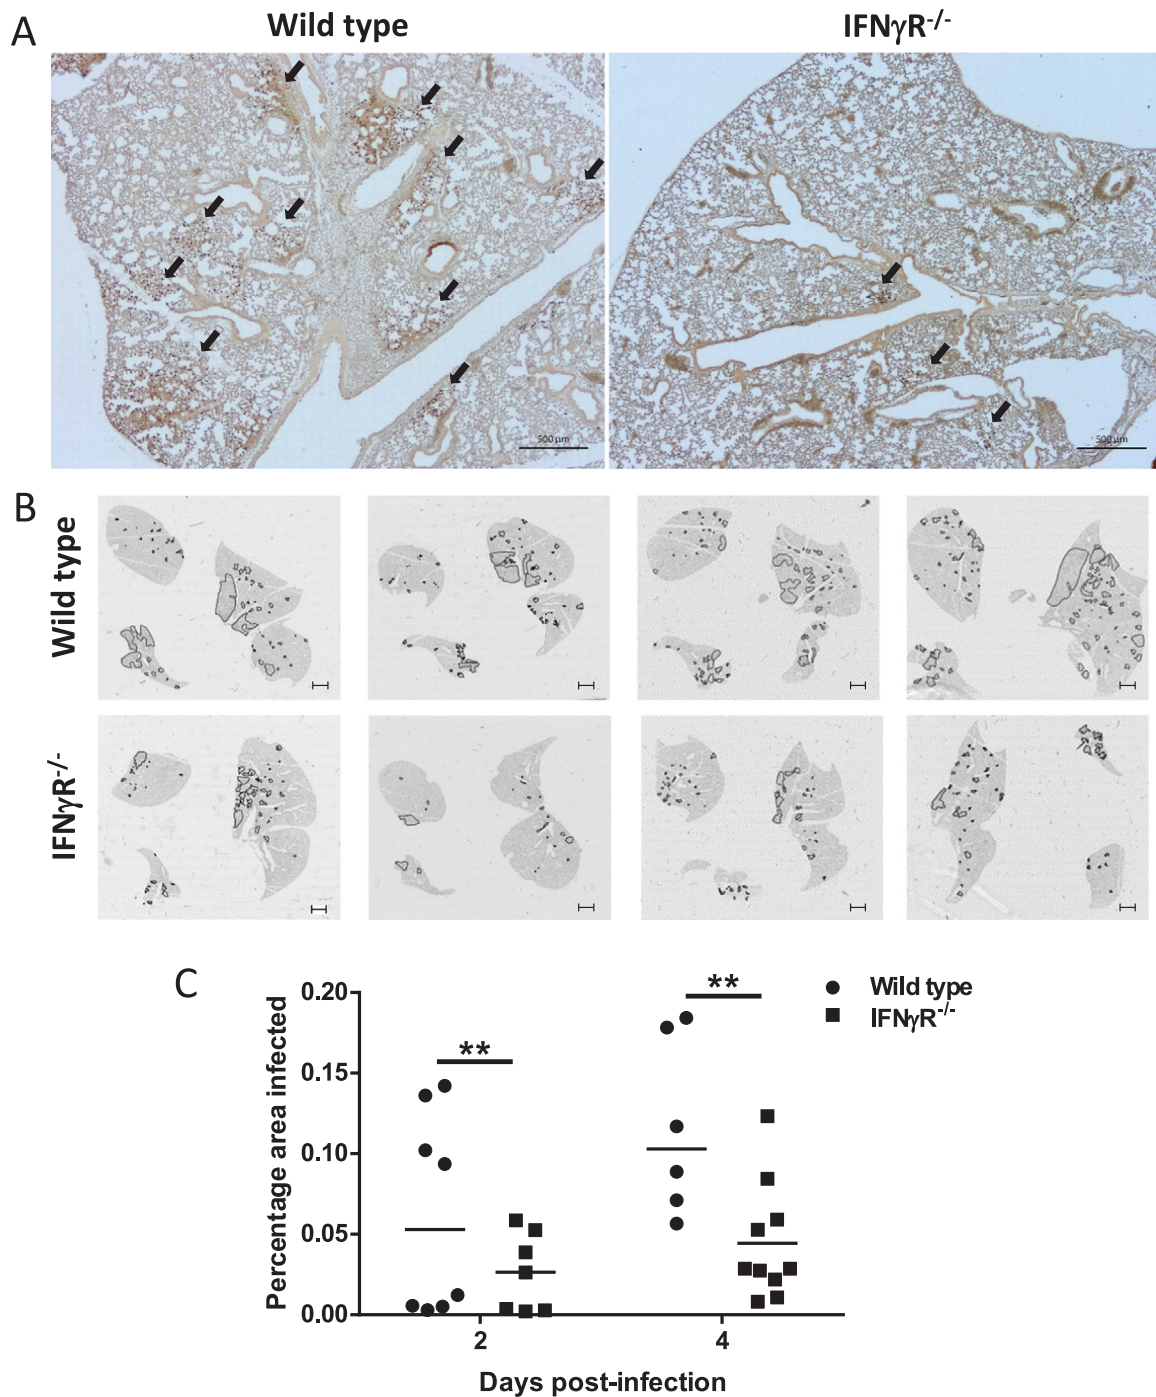 A
Wild type
IFNγR-/-
500 µm
500 µm
B
Wild type
IFNγR-/-
C
Percentage area infected
0.20
0.15
0.10
0.05
0.00
**
**
Wild type
IFNγR-/-
2
4
Days post-infection